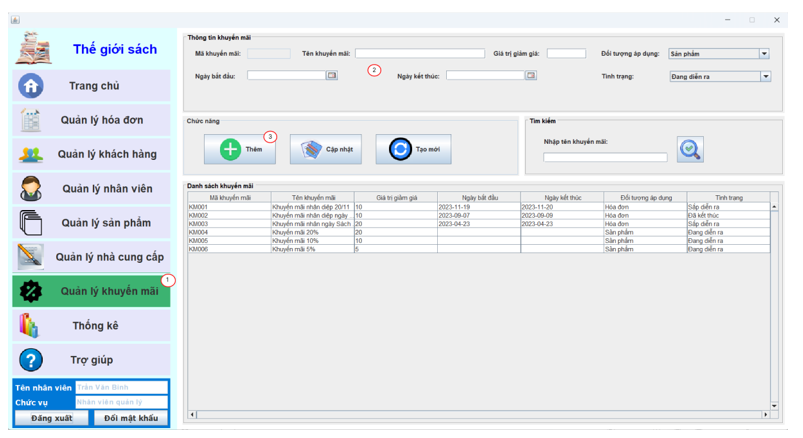 Thế giới sách
Trang chủ
Quản lý hóa đơn
Quản lý khách hàng
Quản lý nhân viên
Quản lý sản phẩm
Quản lý nhà cung cấp
Quản lý khuyến mãi
1
Thống kê
Trợ giúp
Tên nhân viên Trần Văn Bình
Chức vụ Nhân viên quản lý
Đăng xuất Đổi mật khẩu
Thông tin khuyến mãi
Mã khuyến mãi: Tên khuyến mãi: Giá trị giảm giá: Đối tượng áp dụng: Sản phẩm
Ngày bắt đầu: 2 Ngày kết thúc: Tình trạng: Đang diễn ra
Chức năng
3
Thêm Cập nhật Tạo mới
Tìm kiếm
Nhập tên khuyến mãi:
Danh sách khuyến mãi
Mã khuyến mãi Tên khuyến mãi Giá trị giảm giá Ngày bắt đầu Ngày kết thúc Đối tượng áp dụng Tình trạng
KM001 Khuyến mãi nhân diệp 20/11 10 2023-11-19 2023-11-20 Hóa đơn Sắp diễn ra
KM002 Khuyến mãi nhân diệp ngày ... 10 2023-09-07 2023-09-09 Hóa đơn Đã kết thúc
KM003 Khuyến mãi nhân ngày Sách 20 2023-04-23 2023-04-23 Hóa đơn Sắp diễn ra
KM004 Khuyến mãi 20% 20 Sản phẩm Đang diễn ra
KM005 Khuyến mãi 10% 10 Sản phẩm Đang diễn ra
KM006 Khuyến mãi 5% 5 Sản phẩm Đang diễn ra